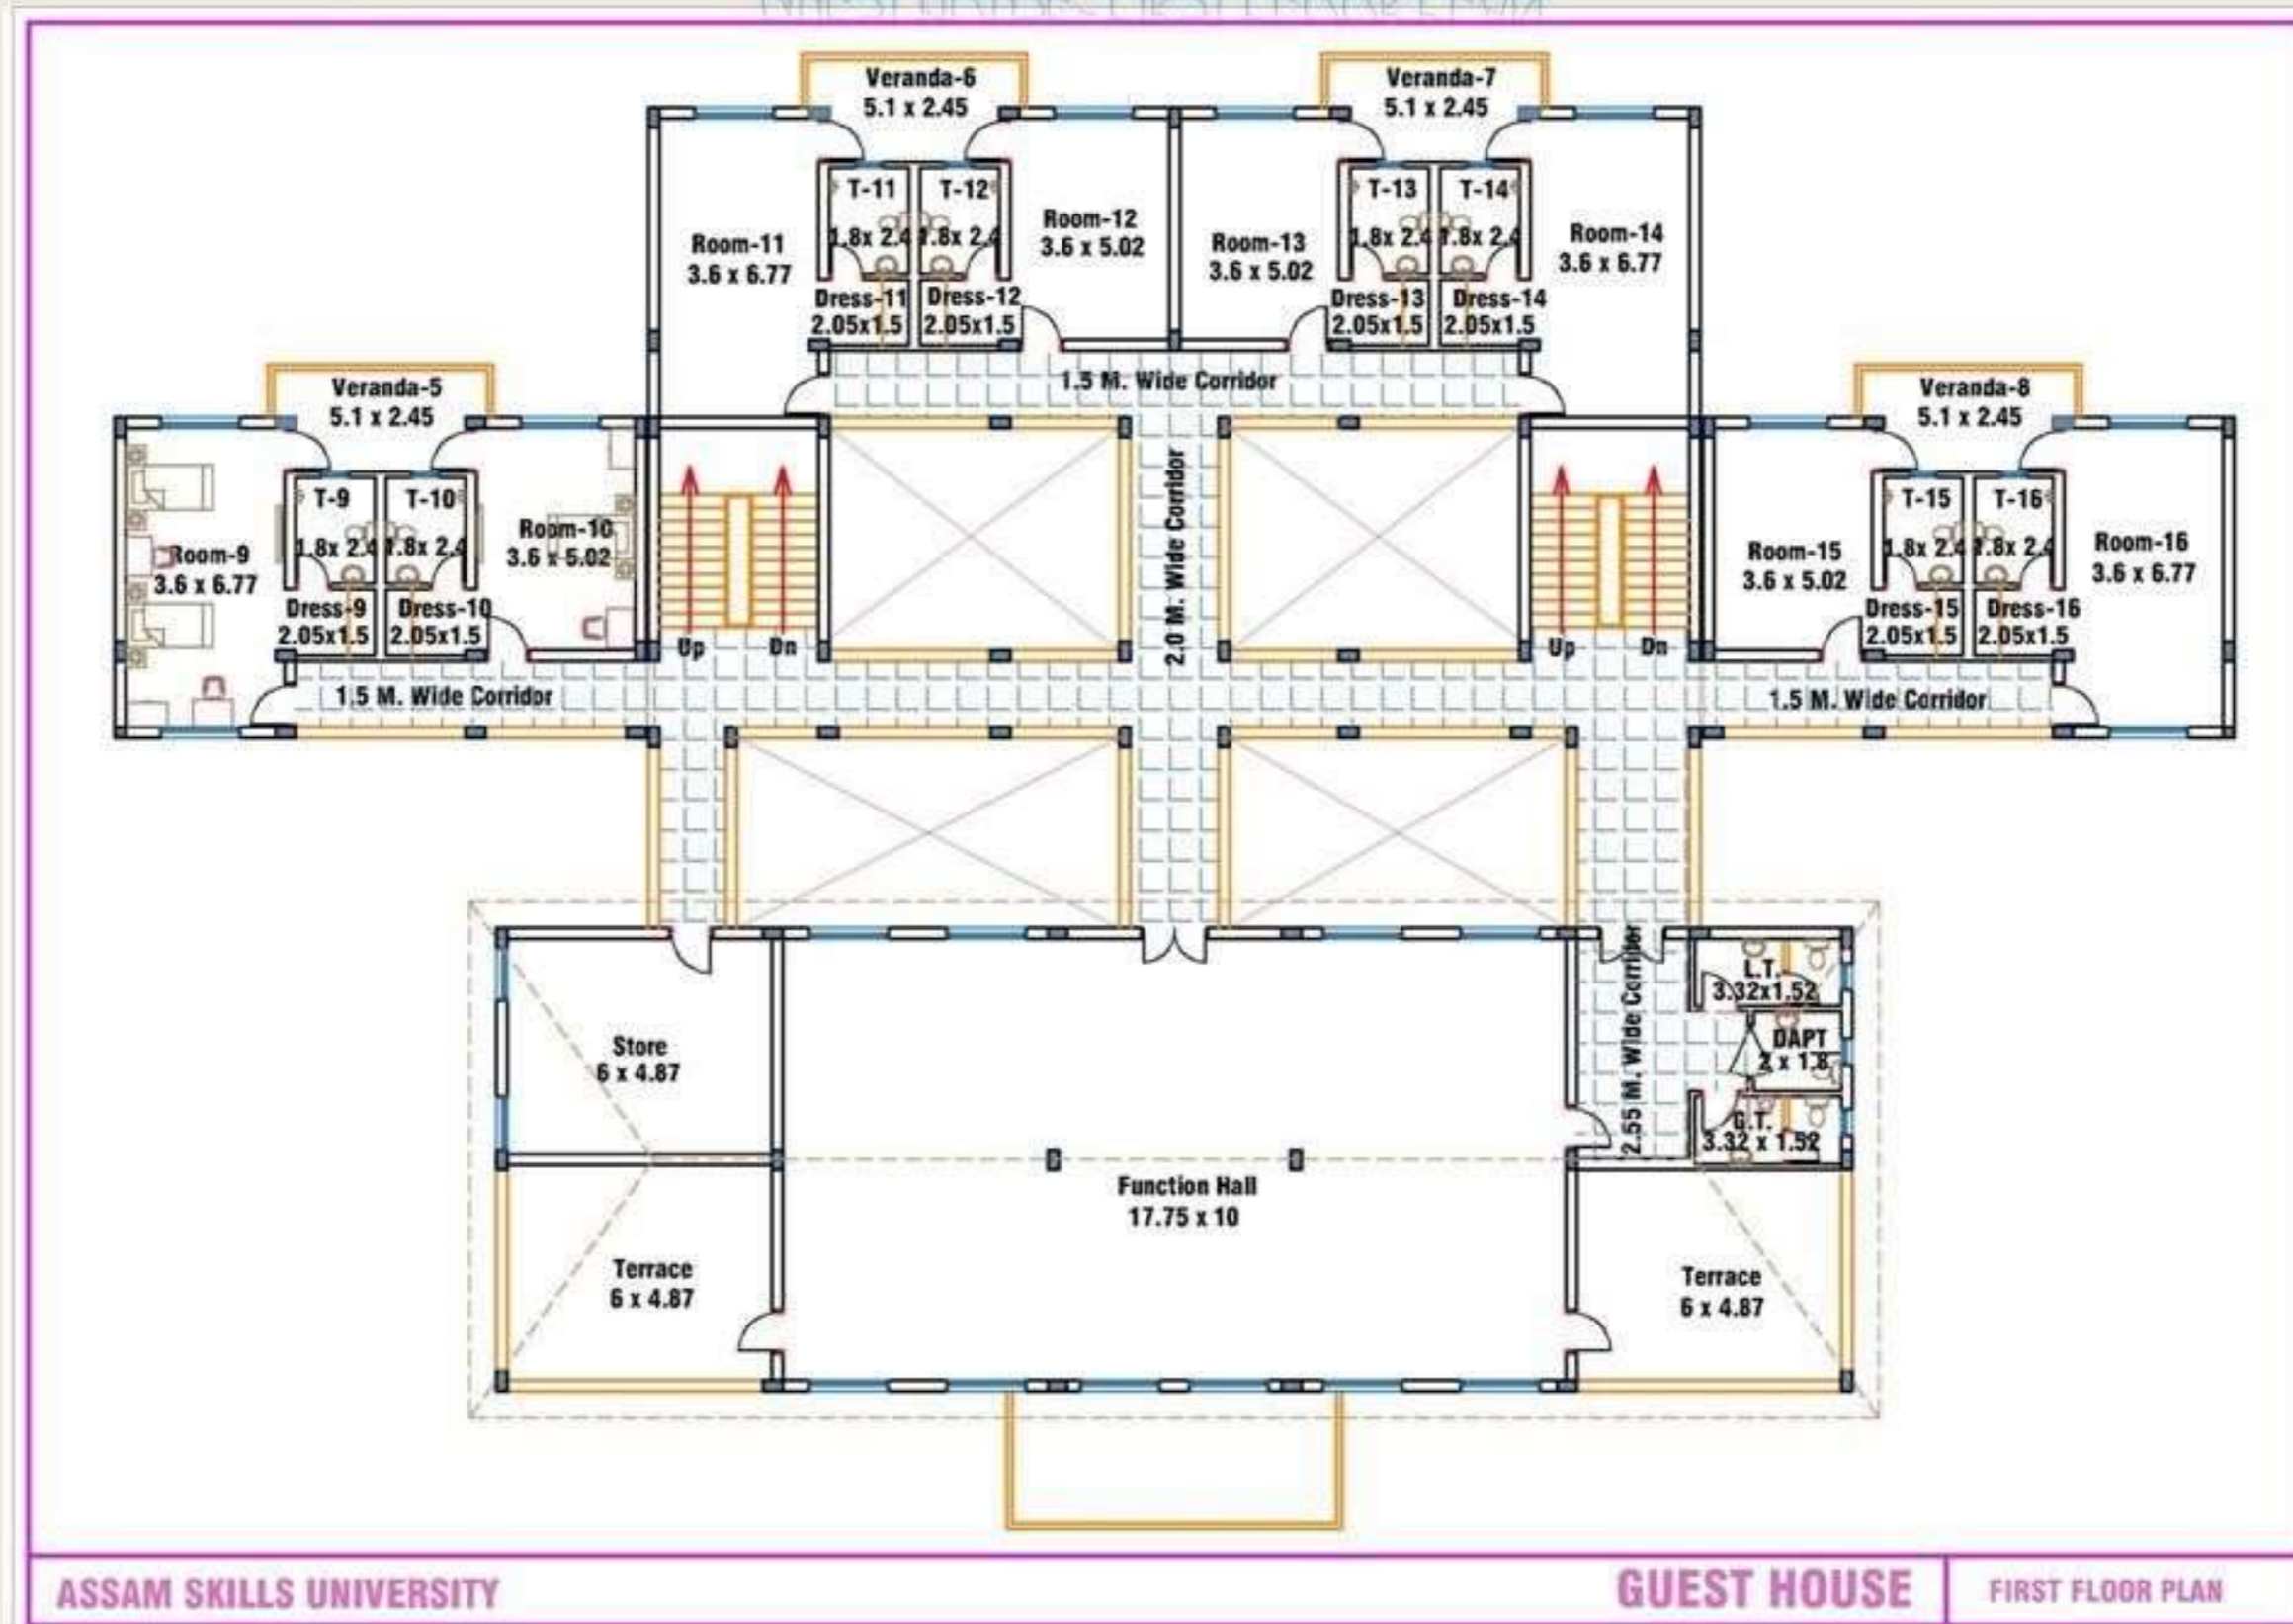 Veranda-6
5.1 x 2.45
Veranda-7
5.1 x 2.45
T-11
T-12
T-13
T-14
Room-11
3.6 x 6.77
1.8x 2.4
1.8x 2.4
Room-12
3.6 x 5.02
Room-13
3.6 x 5.02
1.8x 2.4
1.8x 2.4
Room-14
3.6 x 6.77
Dress-11
2.05x1.5
Dress-12
2.05x1.5
Dress-13
2.05x1.5
Dress-14
2.05x1.5
1.5 M. Wide Corridor
Veranda-5
5.1 x 2.45
Veranda-8
5.1 x 2.45
T-9
T-10
T-15
T-16
Room-9
3.6 x 6.77
1.8x 2.4
1.8x 2.4
Room-10
3.6 x 5.02
2.0 M. Wide Corridor
Room-15
3.6 x 5.02
1.8x 2.4
1.8x 2.4
Room-16
3.6 x 6.77
Dress-9
2.05x1.5
Dress-10
2.05x1.5
Up
Dn
Up
Dn
Dress-15
2.05x1.5
Dress-16
2.05x1.5
1.5 M. Wide Corridor
1.5 M. Wide Corridor
L.T.
3.32x1.52
2.55 M. Wide Corridor
DAPT
2 x 1.8
G.T.
3.32 x 1.52
Store
6 x 4.87
Function Hall
17.75 x 10
Terrace
6 x 4.87
Terrace
6 x 4.87
ASSAM SKILLS UNIVERSITY
GUEST HOUSE
FIRST FLOOR PLAN